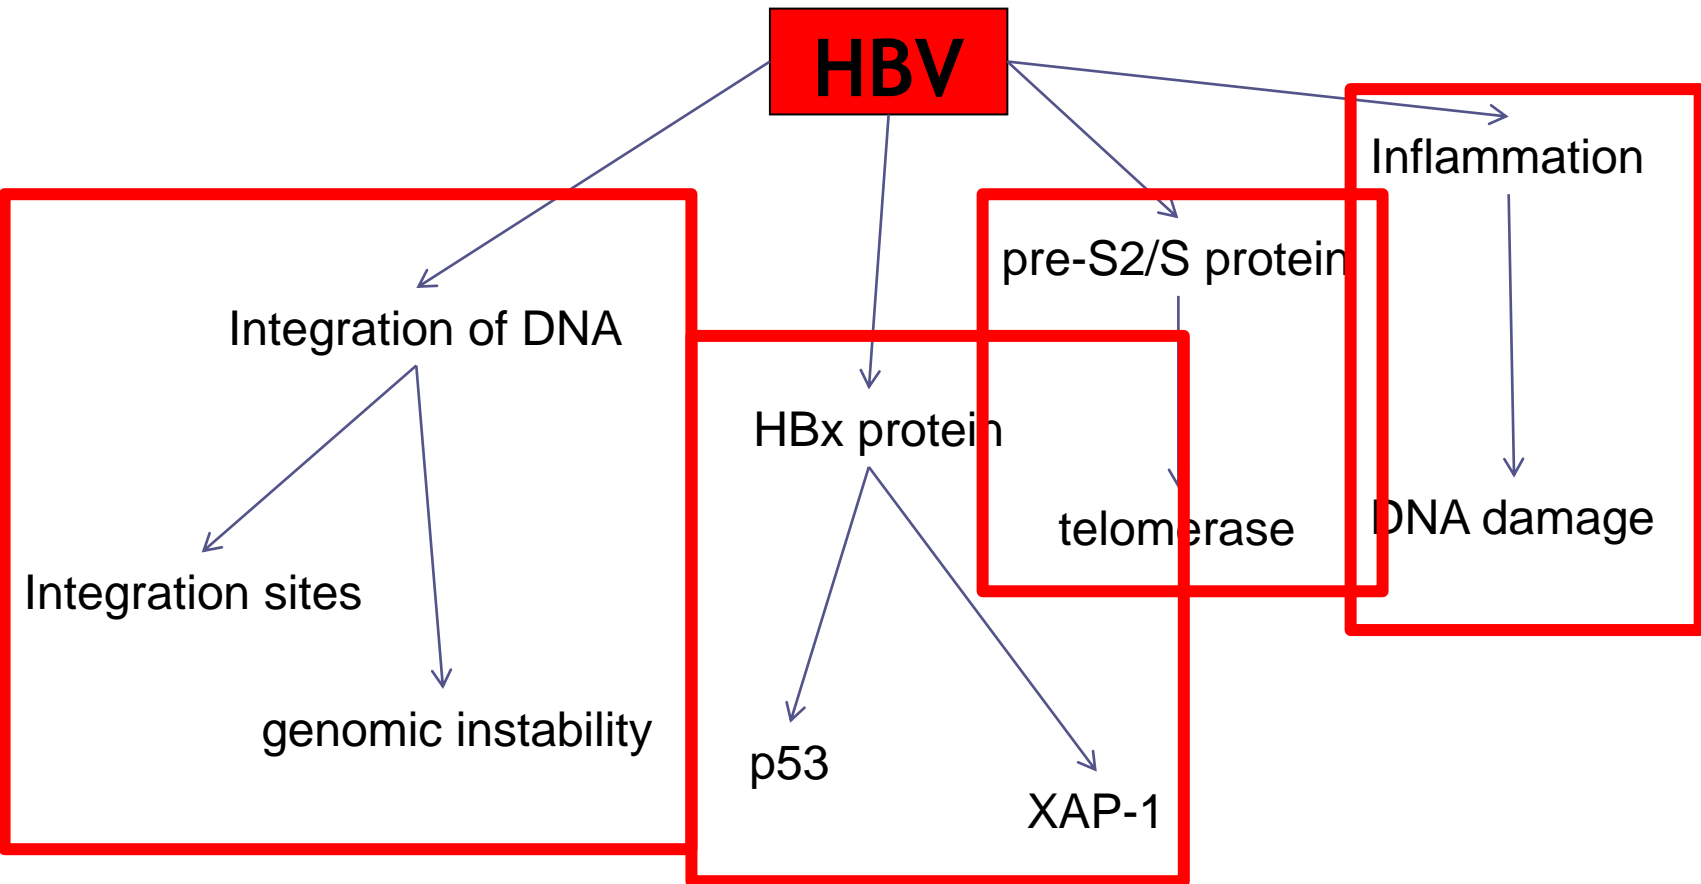 HBV
Inflammation
pre-S2/S protein
Integration of DNA
HBx protein
telomerase
DNA damage
Integration sites
genomic instability
p53
XAP-1